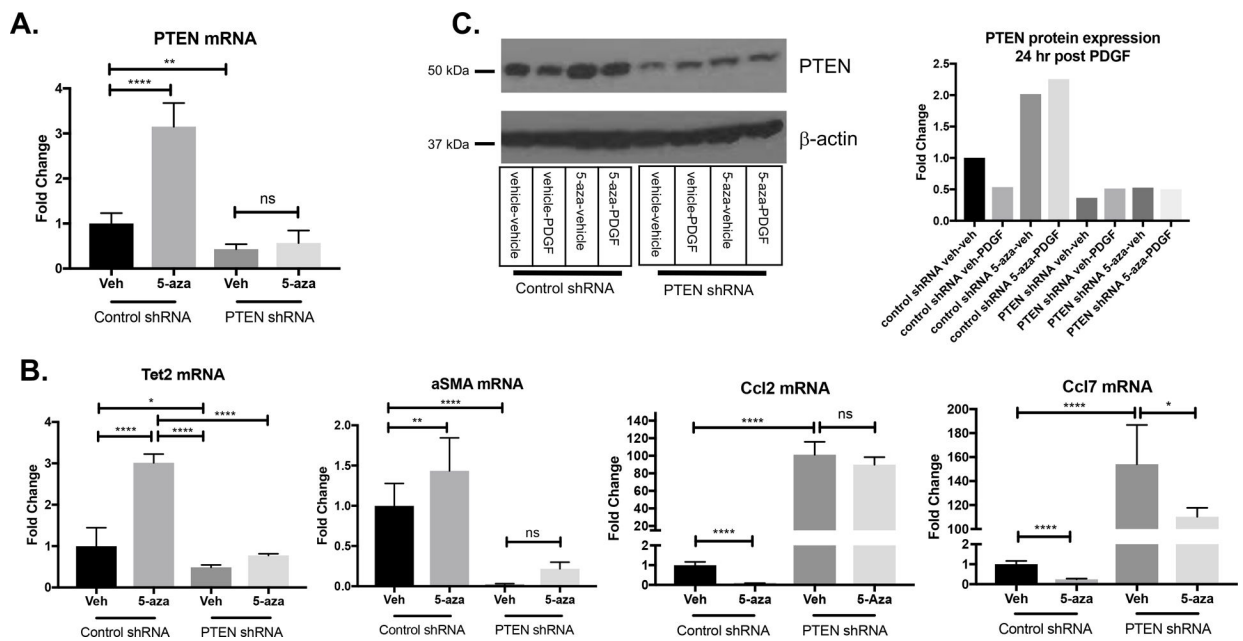 A.
PTEN mRNA
**
****
ns
Fold Change
4
3
2
1
0
Veh
5-aza
Veh
5-aza
Control shRNA
PTEN shRNA
C.
50 kDa
PTEN
37 kDa
β-actin
vehicle-vehicle
vehicle-PDGF
5-aza-vehicle
5-aza-PDGF
vehicle-vehicle
vehicle-PDGF
5-aza-vehicle
5-aza-PDGF
Control shRNA
PTEN shRNA
PTEN protein expression
24 hr post PDGF
Fold Change
2.5
2.0
1.5
1.0
0.5
0.0
control shRNA veh-veh
control shRNA veh-PDGF
control shRNA 5-aza-veh
control shRNA 5-aza-PDGF
PTEN shRNA veh-veh
PTEN shRNA veh-PDGF
PTEN shRNA 5-aza-veh
PTEN shRNA 5-aza-PDGF
B.
Tet2 mRNA
*
****
**** ****
Fold Change
4
3
2
1
0
Veh
5-aza
Veh
5-aza
Control shRNA
PTEN shRNA
aSMA mRNA
****
**
ns
Fold Change
2.0
1.5
1.0
0.5
0.0
Veh
5-aza
Veh
5-aza
Control shRNA
PTEN shRNA
Ccl2 mRNA
ns
****
****
Fold Change
140
120
100
80
60
40
20
2
1
0
Veh
5-aza
Veh
5-Aza
Control shRNA
PTEN shRNA
Ccl7 mRNA
****
*
****
Fold Change
200
180
160
140
120
100
2
1
0
Veh
5-aza
Veh
5-aza
Control shRNA
PTEN shRNA